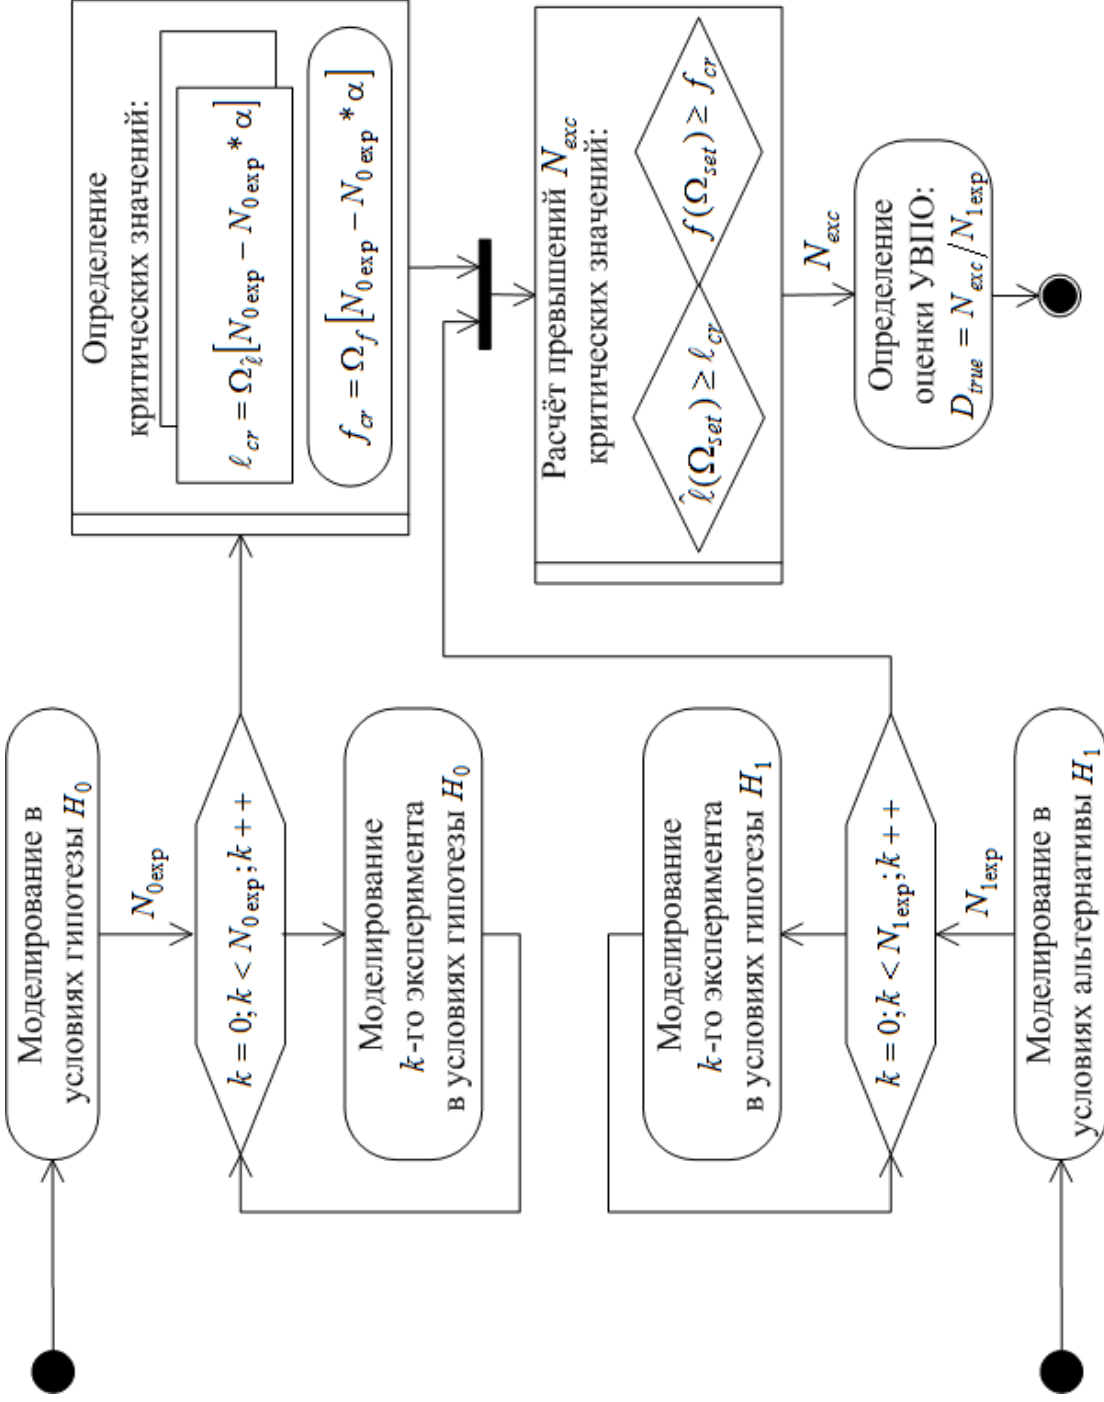 Моделирование в
условиях гипотезы H₀
N₀exp
k = 0; k < N₀exp; k + +
Моделирование
k-го эксперимента
в условиях гипотезы H₀
Определение
критических значений:
ℓcr = Ωℓ̂[N₀exp − N₀exp * α]
fcr = Ωf[N₀exp − N₀exp * α]
Моделирование
k-го эксперимента
в условиях гипотезы H₁
k = 0; k < N₁exp; k + +
N₁exp
Моделирование в
условиях альтернативы H₁
Расчёт превышений Nexc
критических значений:
ℓ̂(Ωset) ≥ ℓcr
f(Ωset) ≥ fcr
Nexc
Определение
оценки УВПО:
Dtrue = Nexc/N₁exp